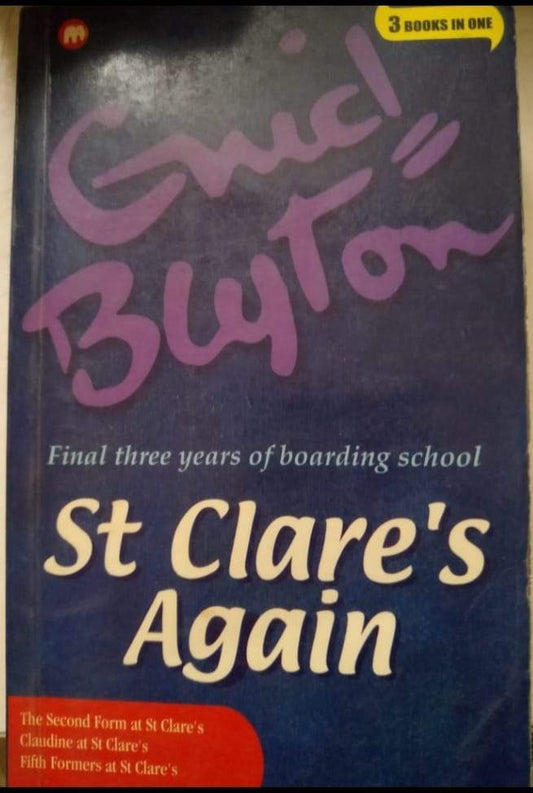 3 BOOKS IN ONE
Enid
Blyton
Final three years of boarding school
St Clare's
Again
The Second Form at St Clare's
Claudine at St Clare's
Fifth Formers at St Clare's